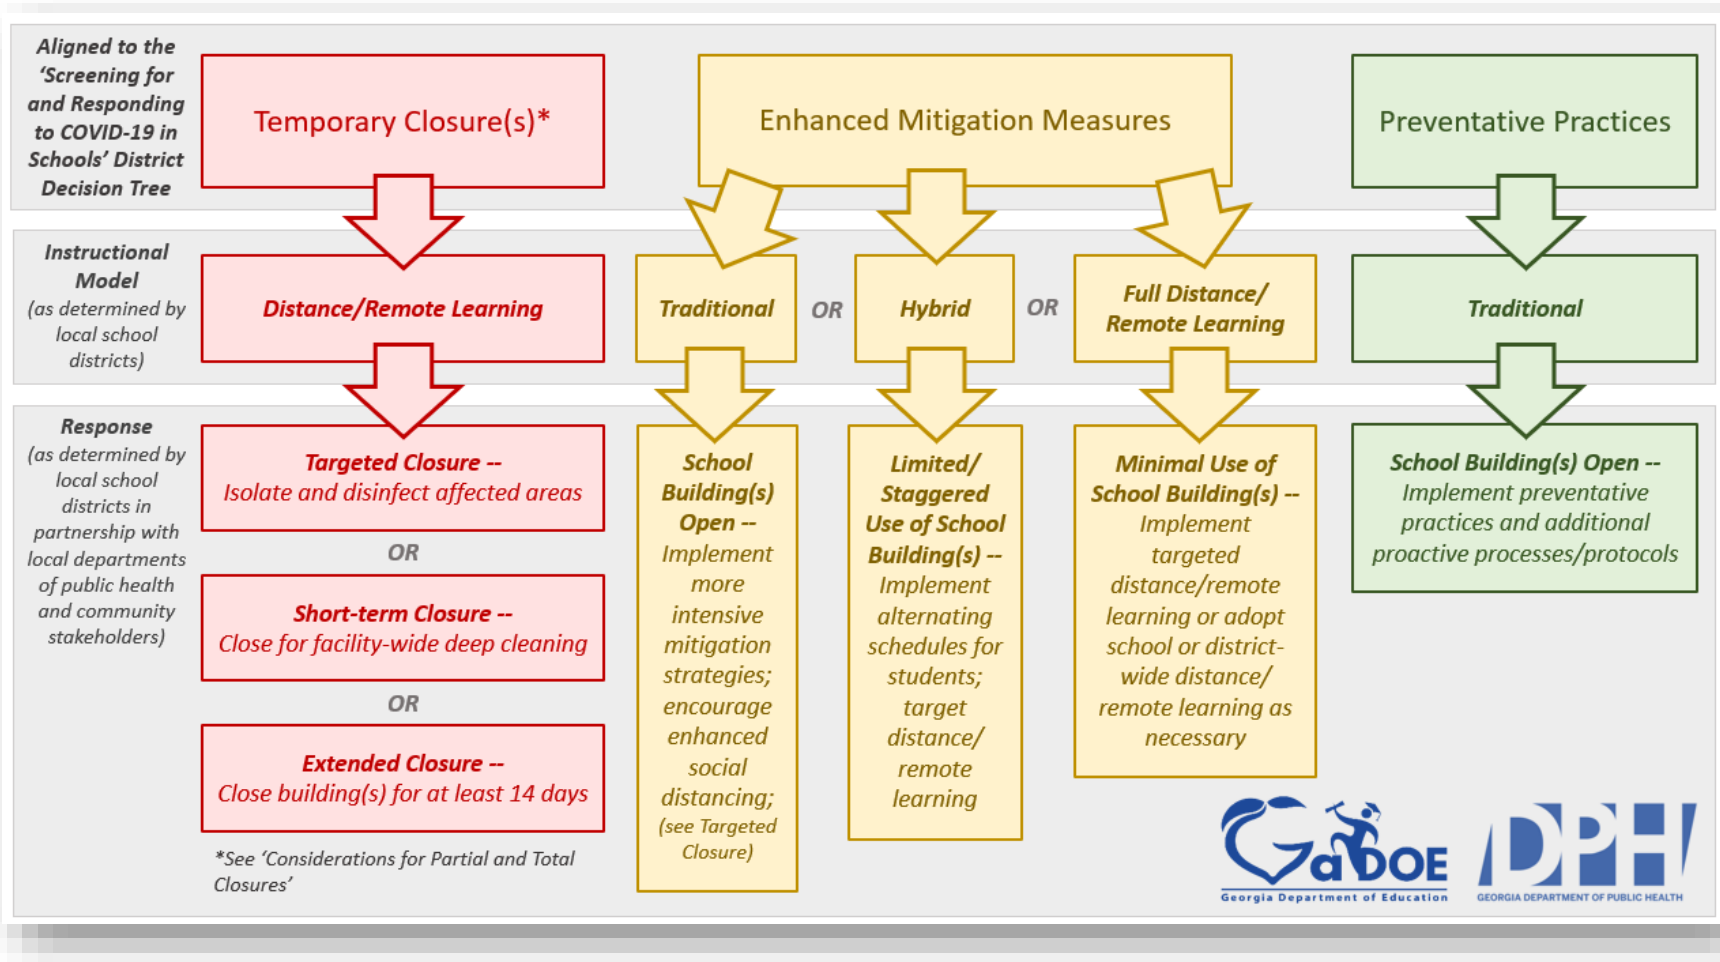 Aligned to the
‘Screening for
and Responding
to COVID-19 in
Schools’ District
Decision Tree
Temporary Closure(s)*
Enhanced Mitigation Measures
Preventative Practices
Instructional
Model
(as determined by
local school
districts)
Distance/Remote Learning
Traditional
OR
Hybrid
OR
Full Distance/
Remote Learning
Traditional
Response
(as determined by
local school
districts in
partnership with
local departments
of public health
and community
stakeholders)
Targeted Closure --
Isolate and disinfect affected areas
OR
Short-term Closure --
Close for facility-wide deep cleaning
OR
Extended Closure --
Close building(s) for at least 14 days
*See ‘Considerations for Partial and Total
Closures’
School
Building(s)
Open --
Implement
more
intensive
mitigation
strategies;
encourage
enhanced
social
distancing;
(see Targeted
Closure)
Limited/
Staggered
Use of School
Building(s) --
Implement
alternating
schedules for
students;
target
distance/
remote
learning
Minimal Use of
School Building(s) --
Implement
targeted
distance/remote
learning or adopt
school or district-
wide distance/
remote learning as
necessary
School Building(s) Open --
Implement preventative
practices and additional
proactive processes/protocols
GaDOE
Georgia Department of Education
DPH
GEORGIA DEPARTMENT OF PUBLIC HEALTH